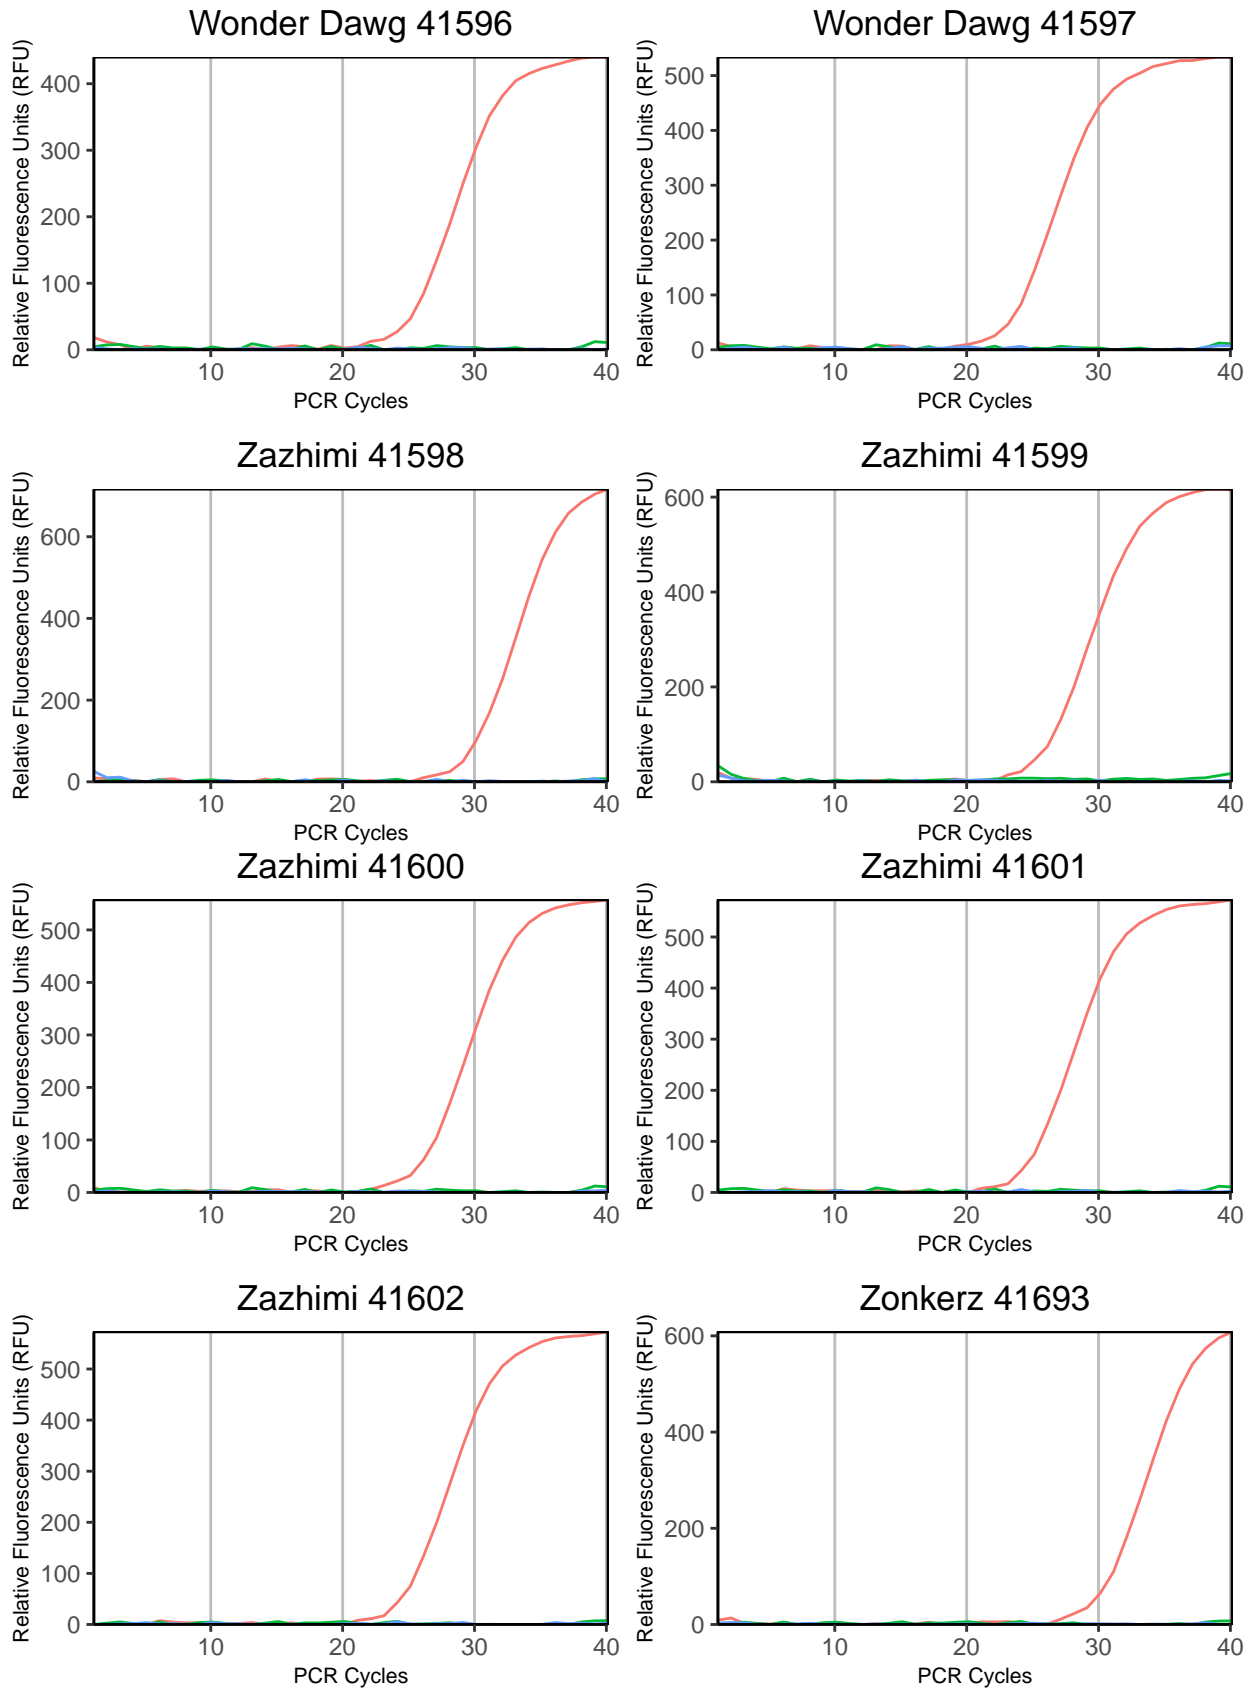 Wonder Dawg 41596
Relative Fluorescence Units (RFU)
400
300
200
100
0
10 20 30 40
PCR Cycles
Wonder Dawg 41597
Relative Fluorescence Units (RFU)
500
400
300
200
100
0
10 20 30 40
PCR Cycles
Zazhimi 41598
Relative Fluorescence Units (RFU)
600
400
200
0
10 20 30 40
PCR Cycles
Zazhimi 41599
Relative Fluorescence Units (RFU)
600
400
200
0
10 20 30 40
PCR Cycles
Zazhimi 41600
Relative Fluorescence Units (RFU)
500
400
300
200
100
0
10 20 30 40
PCR Cycles
Zazhimi 41601
Relative Fluorescence Units (RFU)
500
400
300
200
100
0
10 20 30 40
PCR Cycles
Zazhimi 41602
Relative Fluorescence Units (RFU)
500
400
300
200
100
0
10 20 30 40
PCR Cycles
Zonkerz 41693
Relative Fluorescence Units (RFU)
600
400
200
0
10 20 30 40
PCR Cycles